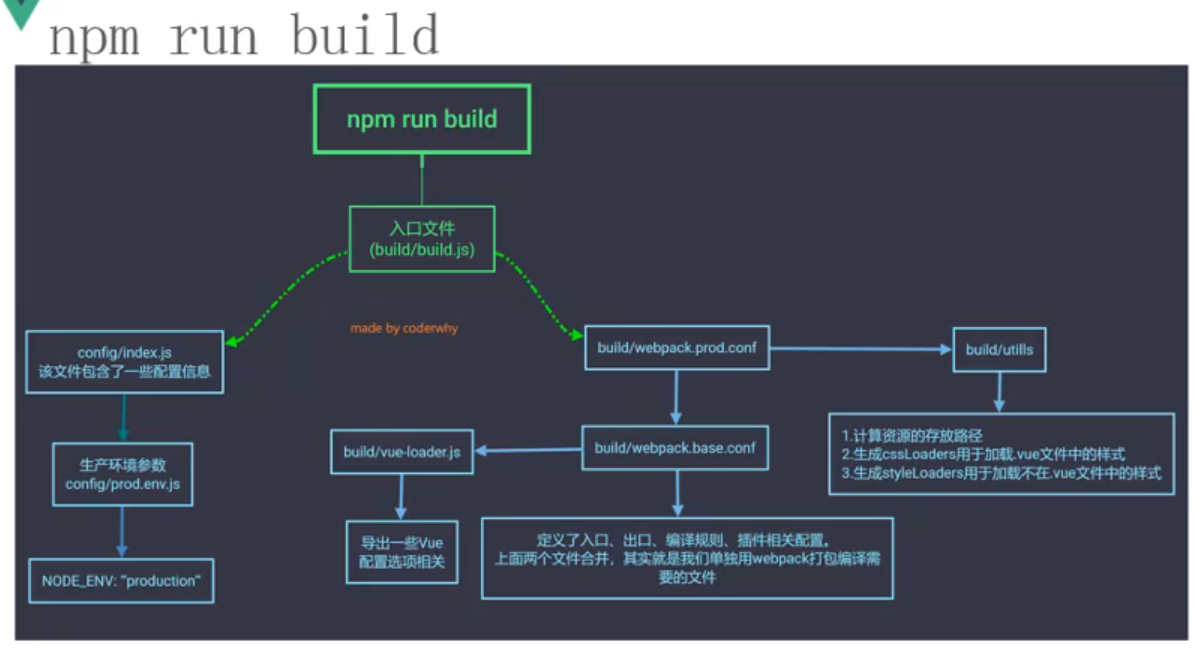 npm run build
npm run build
入口文件
(build/build.js)
made by coderwhy
config/index.js
该文件包含了一些配置信息
build/webpack.prod.conf
build/utills
生产环境参数
config/prod.env.js
build/vue-loader.js
build/webpack.base.conf
1.计算资源的存放路径
2.生成cssLoaders用于加载.vue文件中的样式
3.生成styleLoaders用于加载不在.vue文件中的样式
NODE_ENV: "production"
导出一些Vue
配置选项相关
定义了入口、出口、编译规则、插件相关配置。
上面两个文件合并，其实就是我们单独用webpack打包编译需
要的文件